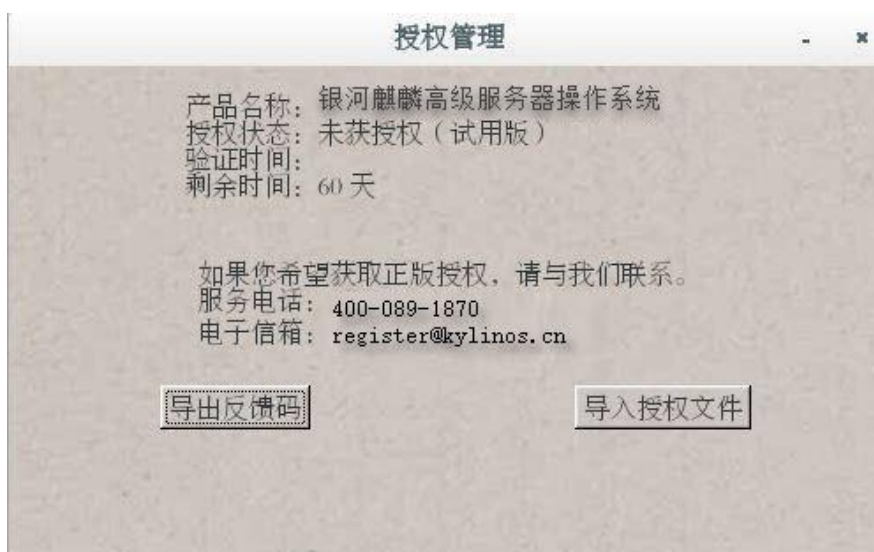 授权管理
产品名称：银河麒麟高级服务器操作系统
授权状态：未获授权（试用版）
验证时间：
剩余时间：60 天
如果您希望获取正版授权，请与我们联系。
服务电话：400-089-1870
电子信箱：register@kylinos.cn
导出反馈码 导入授权文件